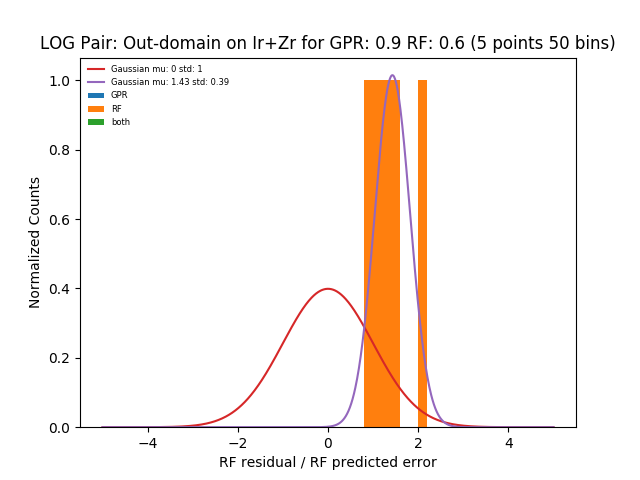 LOG Pair: Out-domain on Ir+Zr for GPR: 0.9 RF: 0.6 (5 points 50 bins)
Gaussian mu: 0 std: 1
Gaussian mu: 1.43 std: 0.39
GPR
RF
both
1.0
0.8
0.6
0.4
0.2
0.0
Normalized Counts
−4
−2
0
2
4
RF residual / RF predicted error